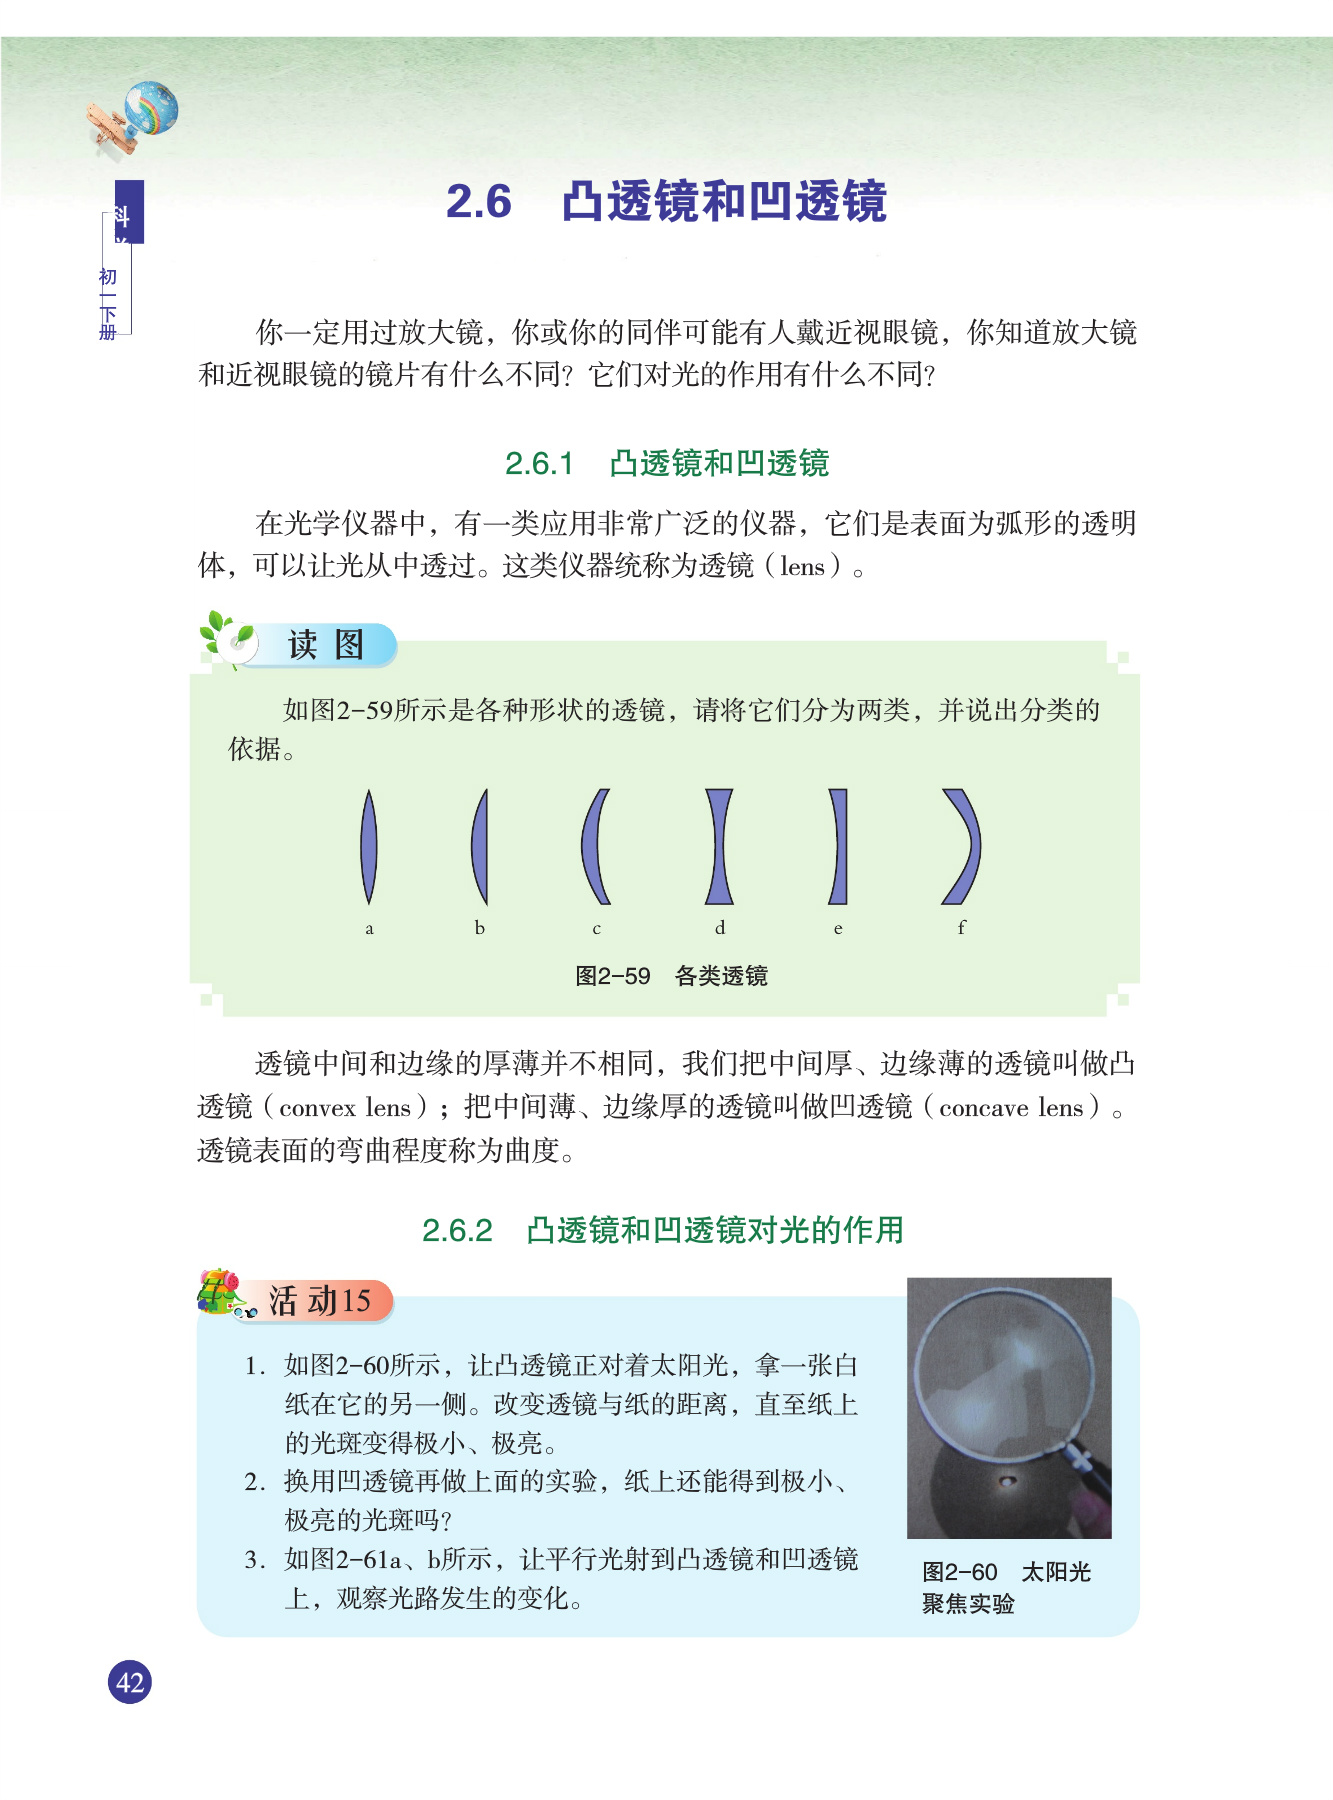 科
初一下册
2.6 凸透镜和凹透镜
你一定用过放大镜，你或你的同伴可能有人戴近视眼镜，你知道放大镜
和近视眼镜的镜片有什么不同？它们对光的作用有什么不同？
2.6.1 凸透镜和凹透镜
在光学仪器中，有一类应用非常广泛的仪器，它们是表面为弧形的透明
体，可以让光从中透过。这类仪器统称为透镜（lens）。
读图
如图2-59所示是各种形状的透镜，请将它们分为两类，并说出分类的
依据。
a b c d e f
图2-59 各类透镜
透镜中间和边缘的厚薄并不相同，我们把中间厚、边缘薄的透镜叫做凸
透镜（convex lens）；把中间薄、边缘厚的透镜叫做凹透镜（concave lens）。
透镜表面的弯曲程度称为曲度。
2.6.2 凸透镜和凹透镜对光的作用
活动15
1. 如图2-60所示，让凸透镜正对着太阳光，拿一张白
纸在它的另一侧。改变透镜与纸的距离，直至纸上
的光斑变得极小、极亮。
2. 换用凹透镜再做上面的实验，纸上还能得到极小、
极亮的光斑吗？
3. 如图2-61a、b所示，让平行光射到凸透镜和凹透镜
上，观察光路发生的变化。
图2-60 太阳光
聚焦实验
42